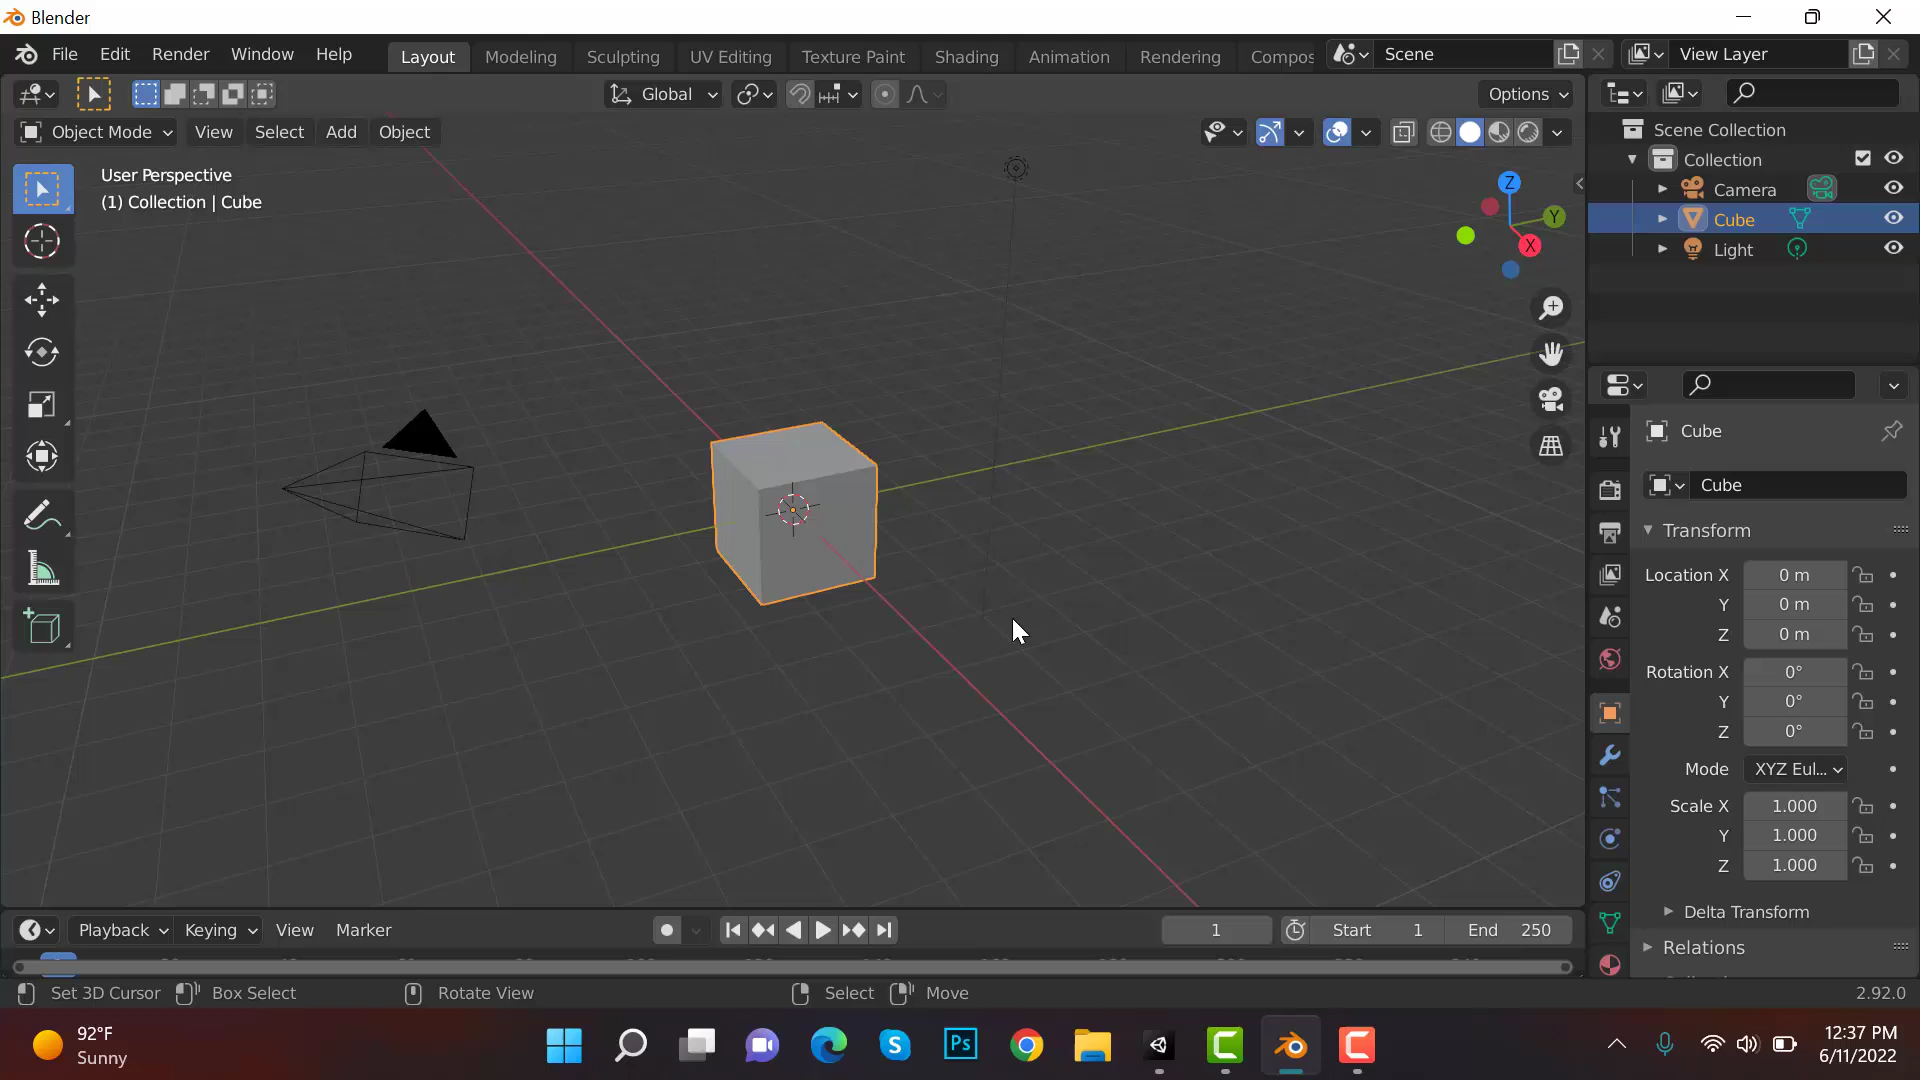 Blender
File Edit Render Window Help
Layout Modeling Sculpting UV Editing Texture Paint Shading Animation Rendering Compos
Scene
View Layer
Global
Options
Object Mode View Select Add Object
User Perspective
(1) Collection | Cube
Z
Y
X
Scene Collection
Collection
Camera
Cube
Light
Cube
Cube
Transform
Location X 0 m
Y 0 m
Z 0 m
Rotation X 0°
Y 0°
Z 0°
Mode XYZ Eul...
Scale X 1.000
Y 1.000
Z 1.000
Delta Transform
Relations
Playback Keying View Marker
1
Start 1
End 250
Set 3D Cursor Box Select Rotate View Select Move
2.92.0
92°F
Sunny
S
Ps
12:37 PM
6/11/2022